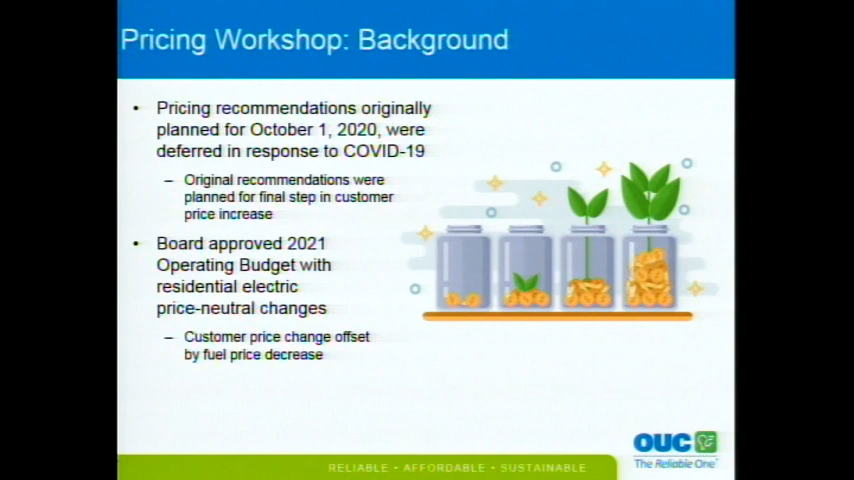 Pricing Workshop: Background
• Pricing recommendations originally
planned for October 1, 2020, were
deferred in response to COVID-19
– Original recommendations were
planned for final step in customer
price increase
• Board approved 2021
Operating Budget with
residential electric
price-neutral changes
– Customer price change offset
by fuel price decrease
OUC
The Reliable One
RELIABLE • AFFORDABLE • SUSTAINABLE